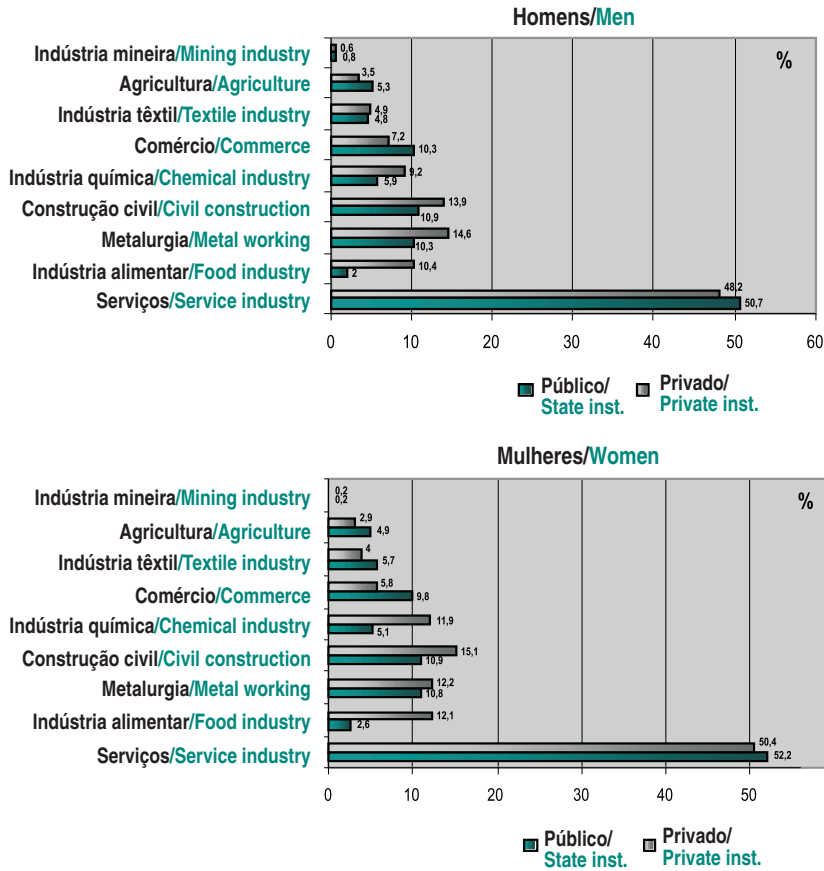 Homens/Men
%
Indústria mineira/Mining industry 0,6
0,8
Agricultura/Agriculture 3,5
5,3
Indústria têxtil/Textile industry 4,9
4,8
Comércio/Commerce 7,2
10,3
Indústria química/Chemical industry 9,2
5,9
Construção civil/Civil construction 13,9
10,9
Metalurgia/Metal working 14,6
10,3
Indústria alimentar/Food industry 10,4
2
Serviços/Service industry 48,2
50,7
0 10 20 30 40 50 60
Público/ Privado/
State inst. Private inst.
Mulheres/Women
%
Indústria mineira/Mining industry 0,2
0,2
Agricultura/Agriculture 2,9
4,9
Indústria têxtil/Textile industry 4
5,7
Comércio/Commerce 5,8
9,8
Indústria química/Chemical industry 11,9
5,1
Construção civil/Civil construction 15,1
10,9
Metalurgia/Metal working 12,2
10,8
Indústria alimentar/Food industry 12,1
2,6
Serviços/Service industry 50,4
52,2
0 10 20 30 40 50
Público/ Privado/
State inst. Private inst.